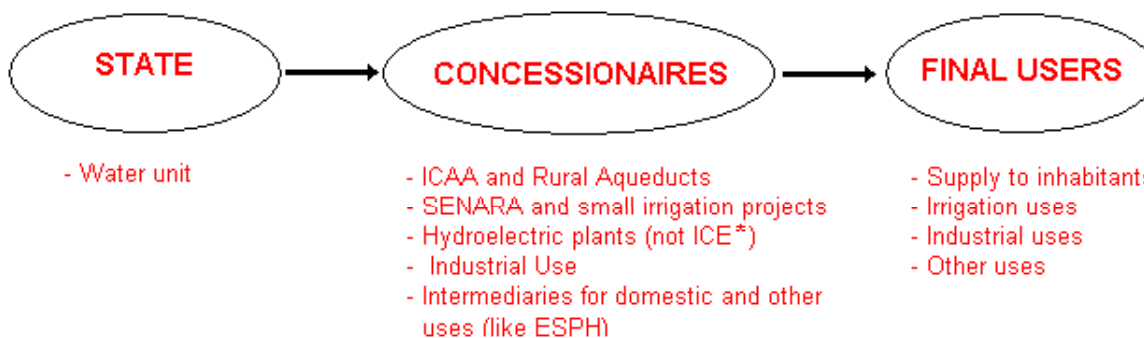 STATE
CONCESSIONAIRES
FINAL USERS
- Water unit
- ICAA and Rural Aqueducts
- SENARA and small irrigation projects
- Hydroelectric plants (not ICE*)
- Industrial Use
- Intermediaries for domestic and other
uses (like ESPH)
- Supply to inhabitants
- Irrigation uses
- Industrial uses
- Other uses